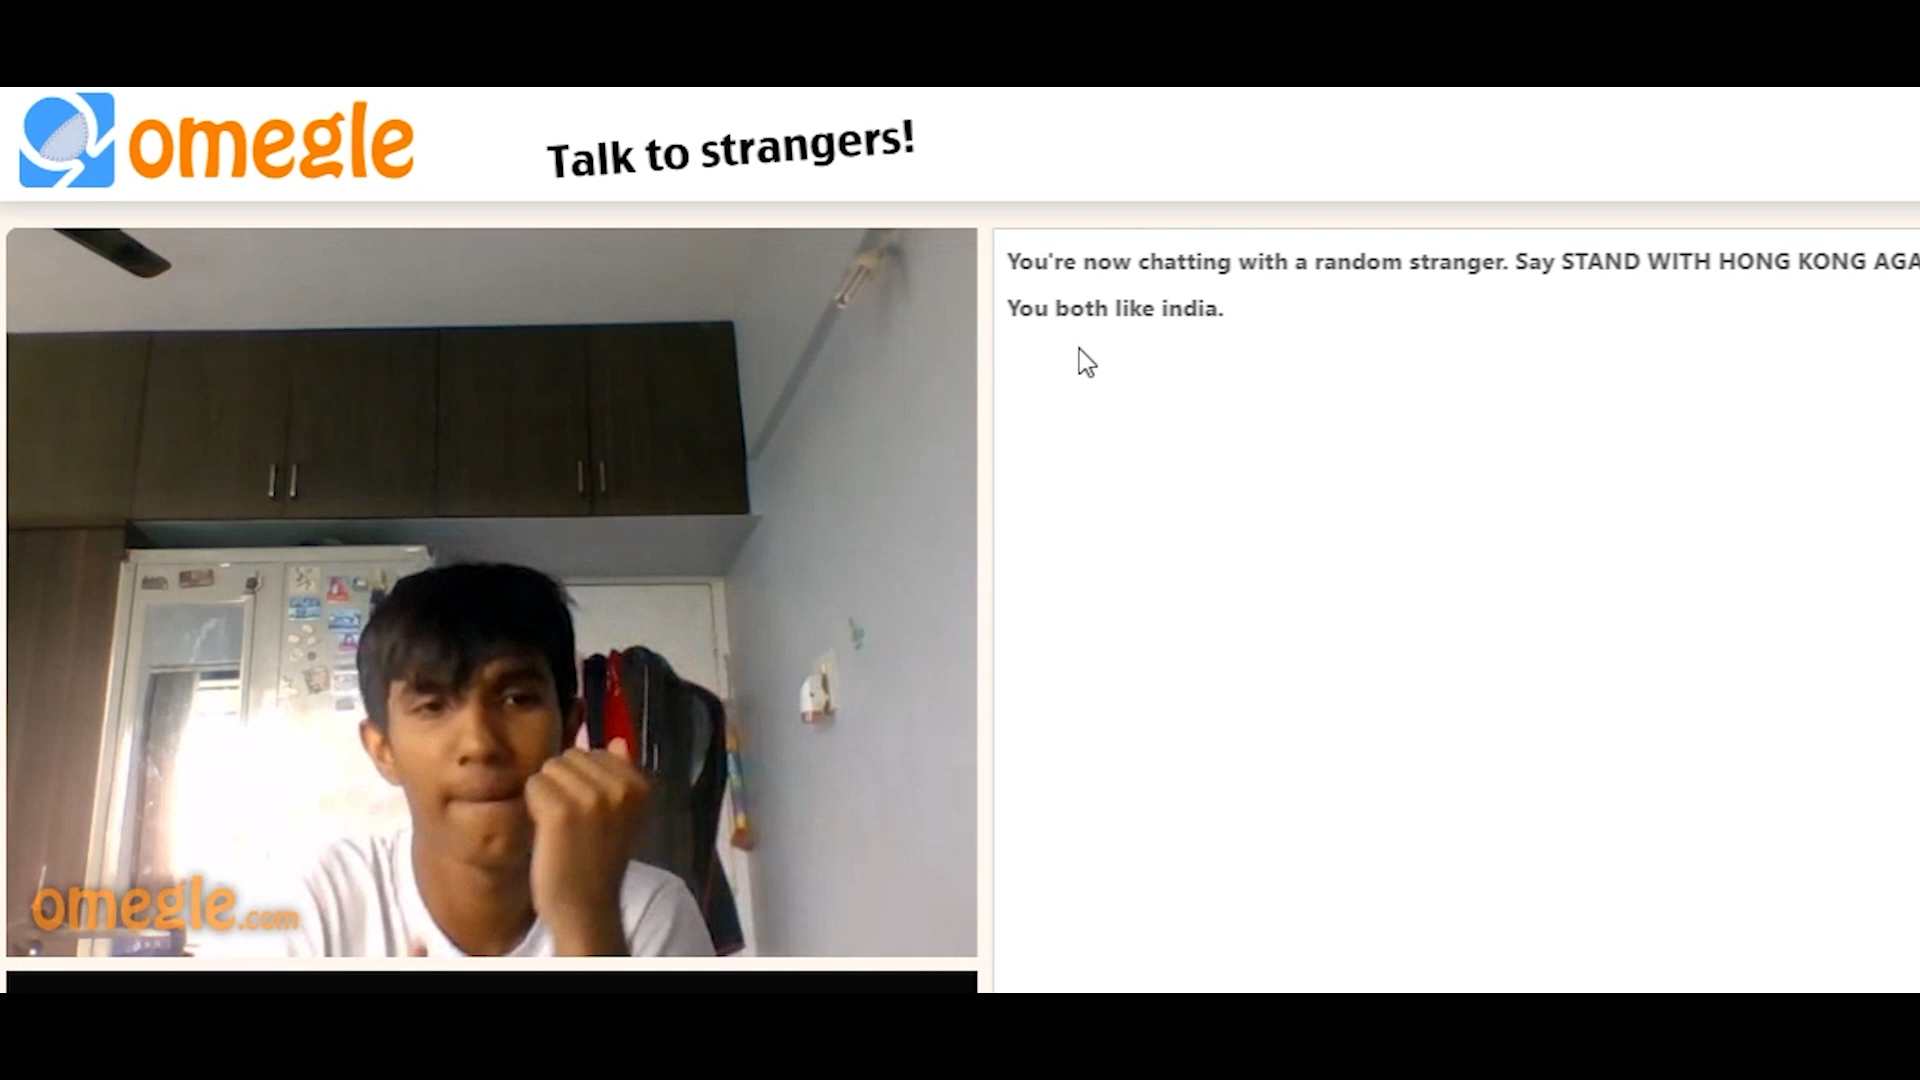 omegle
Talk to strangers!
You're now chatting with a random stranger. Say STAND WITH HONG KONG AGA
You both like india.
omegle.com